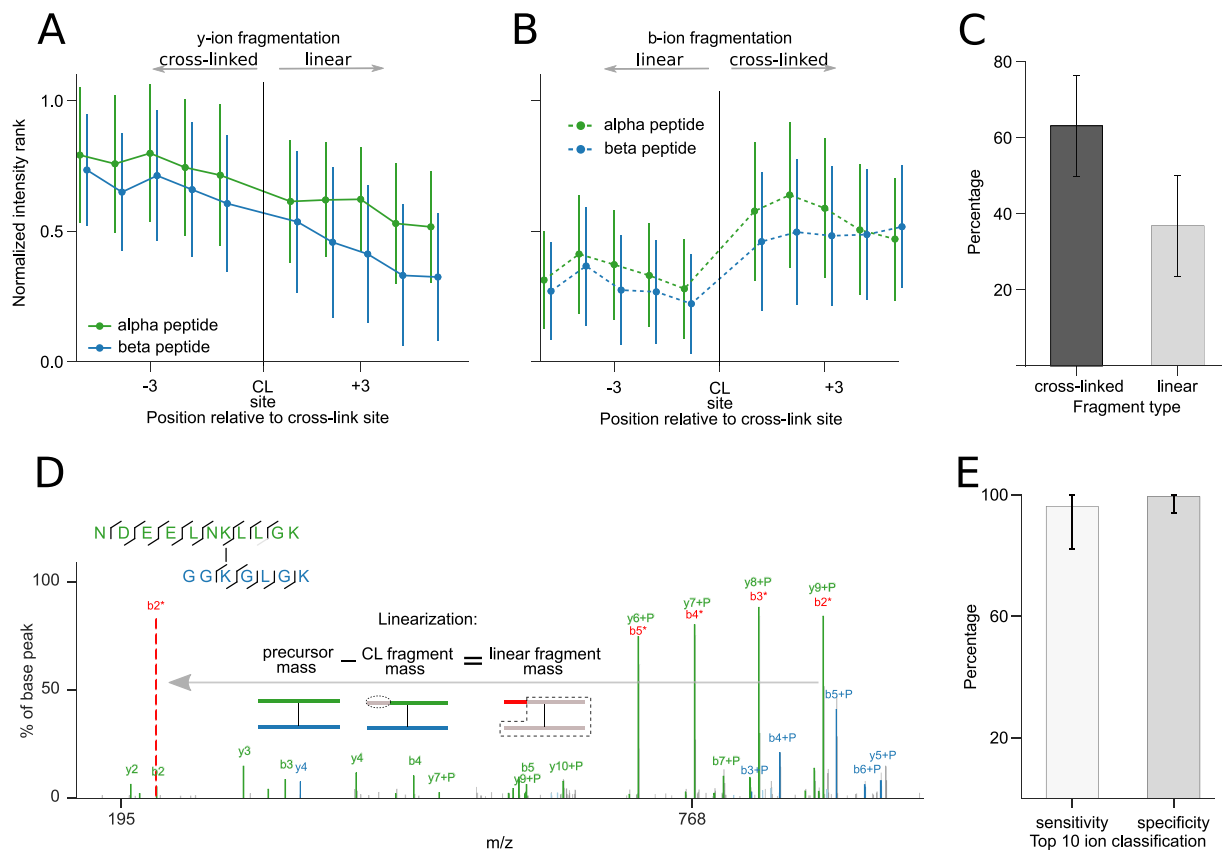 A
y-ion fragmentation
cross-linked
linear
Normalized intensity rank
1.0
0.5
0.0
alpha peptide
beta peptide
-3
CL
site
+3
Position relative to cross-link site
B
b-ion fragmentation
linear
cross-linked
alpha peptide
beta peptide
-3
CL
site
+3
Position relative to cross-link site
C
Percentage
80
60
40
20
cross-linked
linear
Fragment type
D
N D E E L N K L L G K
G G K G L G K
% of base peak
100
50
0
b2*
Linearization:
precursor
mass
CL fragment
mass
linear fragment
mass
y2
b2
y3
b3
y4
y4
b4
y7+P
b5
y9+P
y10+P
y6+P
b5*
y7+P
b4*
y8+P
b3*
y9+P
b2*
b7+P
b3+P
b4+P
b5+P
b6+P
y5+P
195
768
m/z
E
Percentage
100
60
20
sensitivity
specificity
Top 10 ion classification